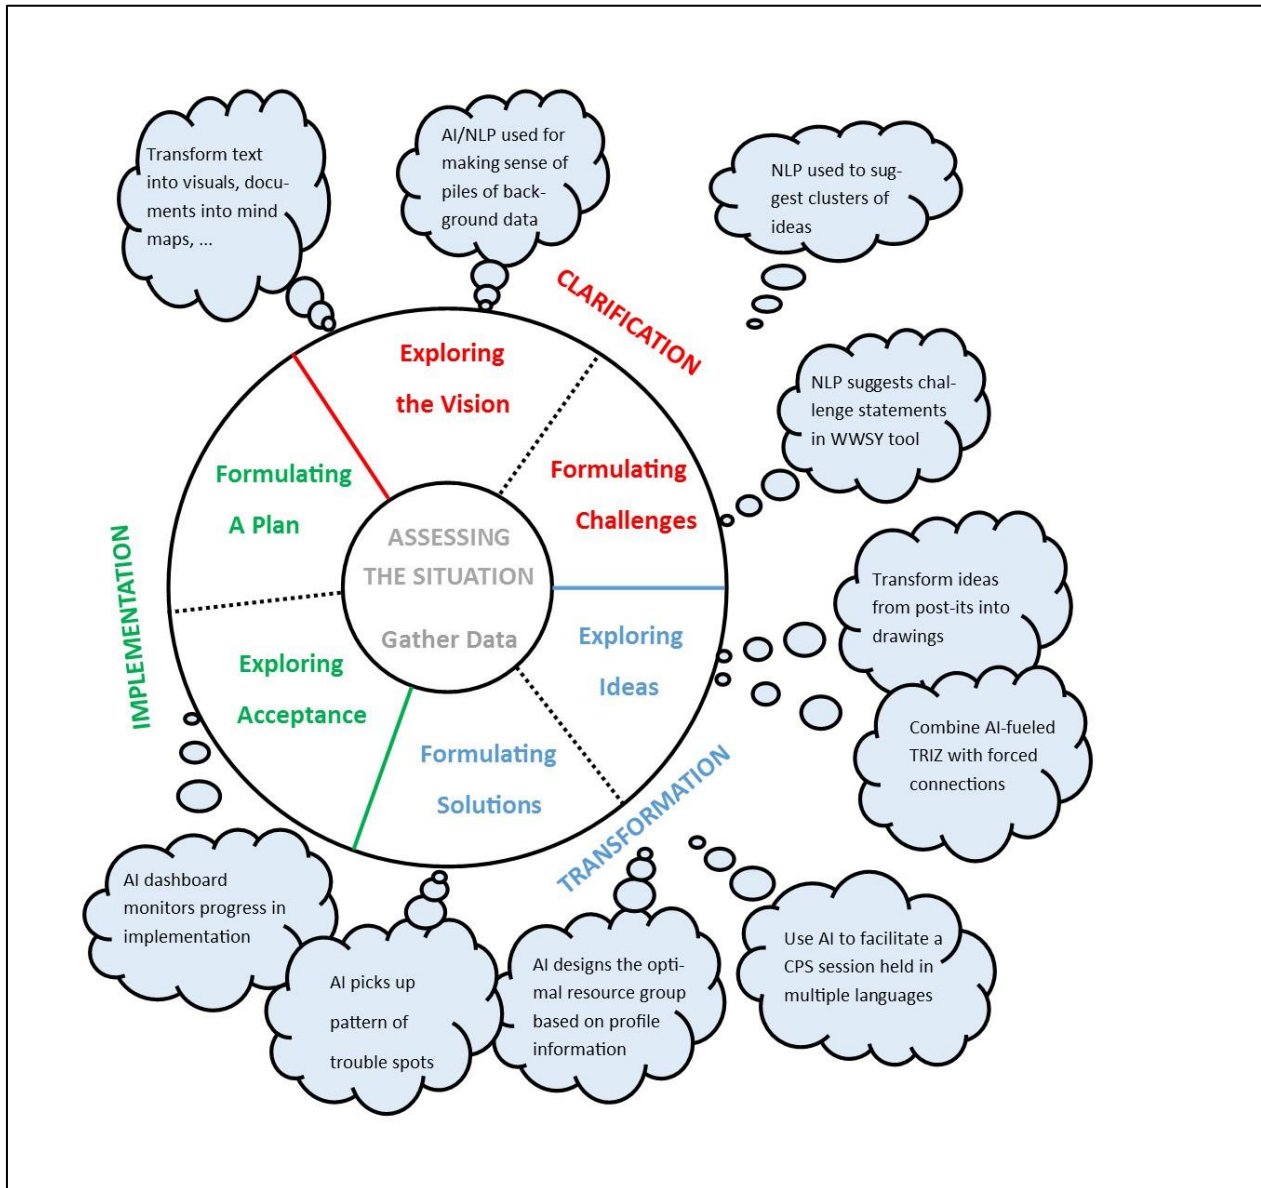 Transform text
into visuals, docu-
ments into mind
maps, ...
AI/NLP used for
making sense of
piles of back-
ground data
NLP used to sug-
gest clusters of
ideas
CLARIFICATION
NLP suggests chal-
lenge statements
in WWSY tool
Exploring
the Vision
Formulating
Challenges
Formulating
A Plan
ASSESSING
THE SITUATION
Gather Data
IMPLEMENTATION
Exploring
Ideas
Exploring
Acceptance
Formulating
Solutions
TRANSFORMATION
Transform ideas
from post-its into
drawings
Combine AI-fueled
TRIZ with forced
connections
AI dashboard
monitors progress in
implementation
AI picks up
pattern of
trouble spots
AI designs the opti-
mal resource group
based on profile
information
Use AI to facilitate a
CPS session held in
multiple languages